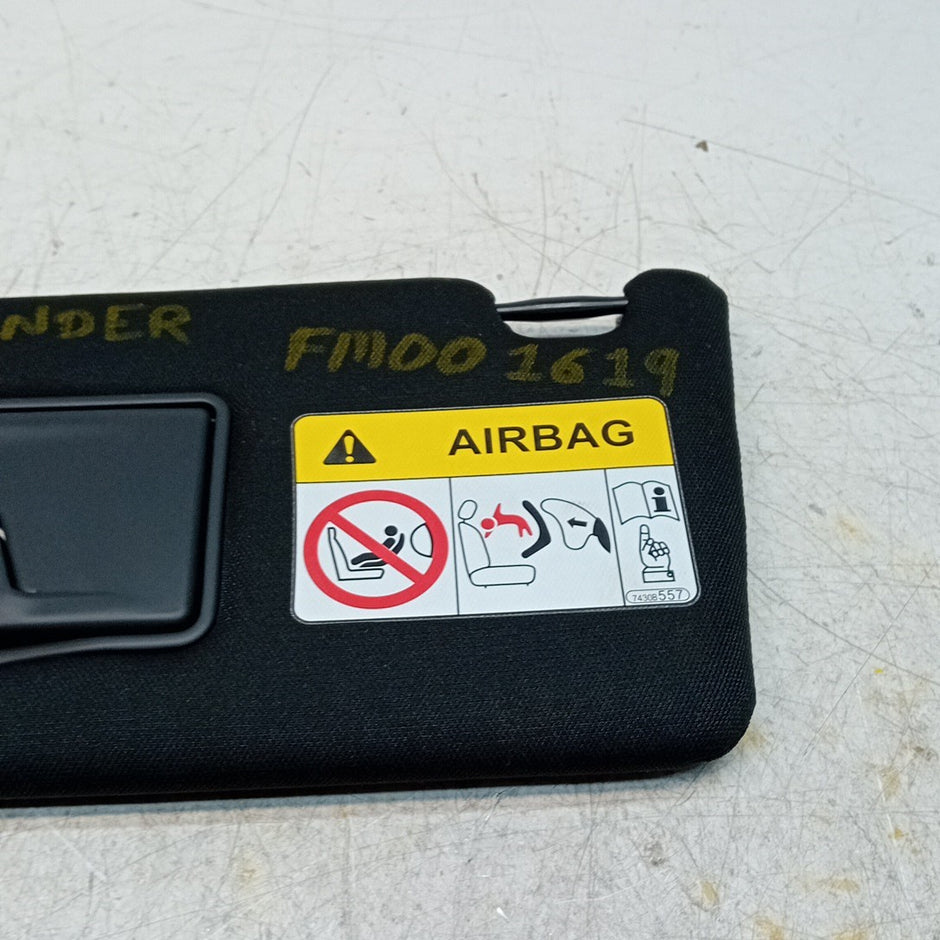 NDER
FM00 1619
AIRBAG
i
74308557